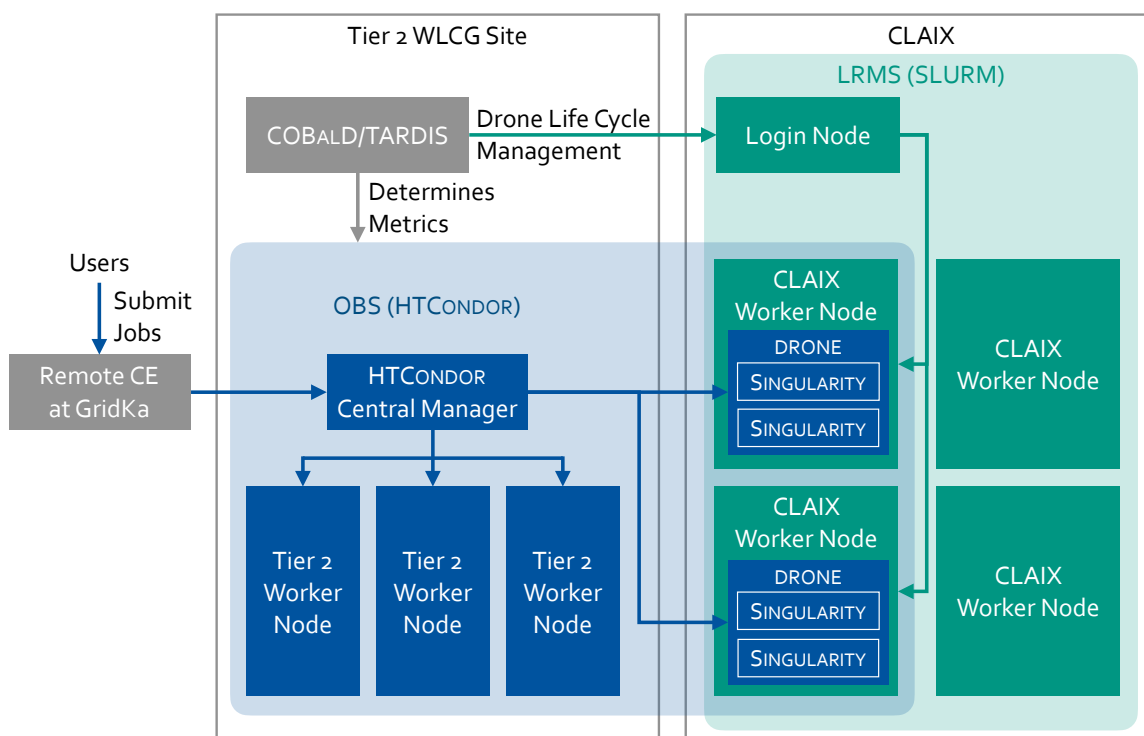 Tier 2 WLCG Site
CLAIX
LRMS (SLURM)
COBALD/TARDIS
Drone Life Cycle
Management
Login Node
Determines
Metrics
Users
Submit
Jobs
OBS (HTCONDOR)
Remote CE
at GridKa
HTCONDOR
Central Manager
CLAIX
Worker Node
DRONE
SINGULARITY
SINGULARITY
CLAIX
Worker Node
Tier 2
Worker
Node
Tier 2
Worker
Node
Tier 2
Worker
Node
CLAIX
Worker Node
DRONE
SINGULARITY
SINGULARITY
CLAIX
Worker Node